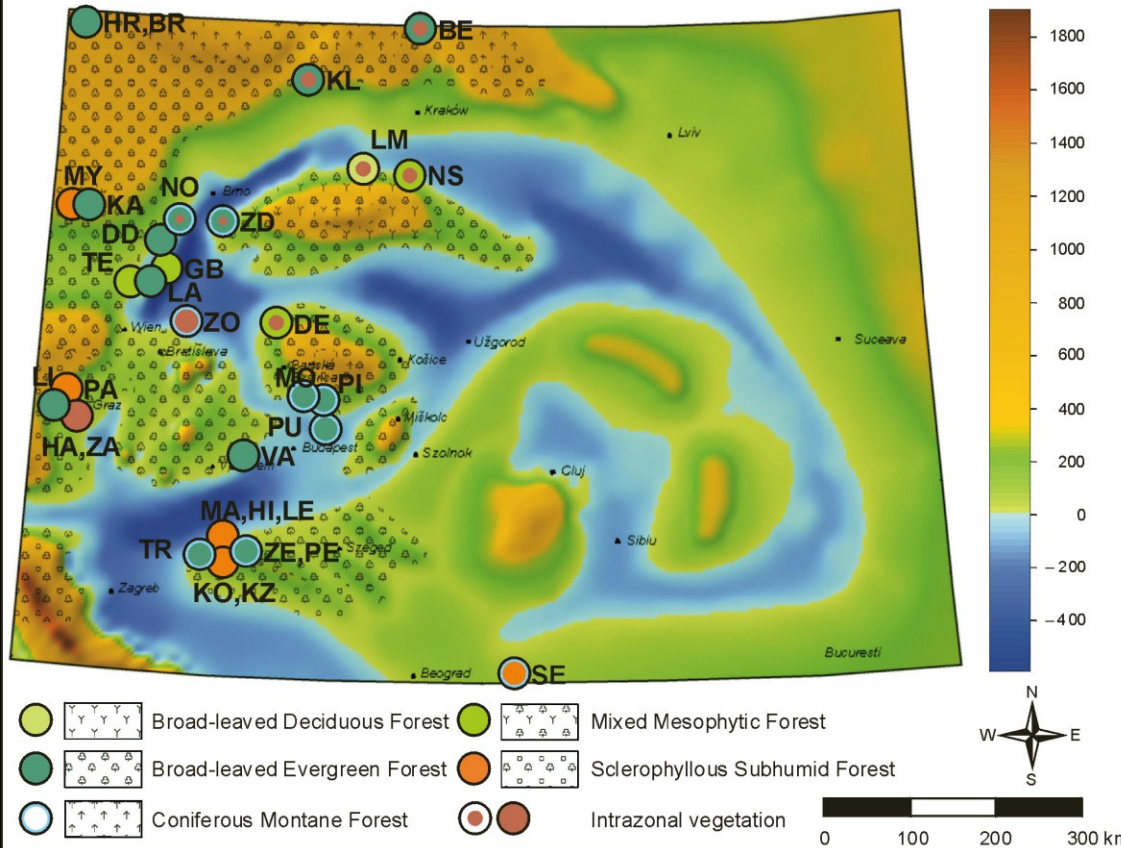 HR,BR
BE
1800
KL
1600
Kraków
Lviv
1400
LM
MY
NO
NS
Brno
1200
KA
ZD
DD
1000
TE
GB
LA
800
Wien
ZO
DE
Užgorod
Suceava
Bratislava
600
Košice
LI
PA
MO
PI
400
Graz
Miškolc
PU
HA,ZA
VA
Budapest
Szolnok
200
Cluj
0
MA,HI,LE
TR
ZE,PE
Szeged
Sibiu
−200
Zagreb
KO,KZ
−400
Bucuresti
Beograd
SE
N
W
E
S
Broad-leaved Deciduous Forest
Mixed Mesophytic Forest
Broad-leaved Evergreen Forest
Sclerophyllous Subhumid Forest
Coniferous Montane Forest
Intrazonal vegetation
0 100 200 300 km